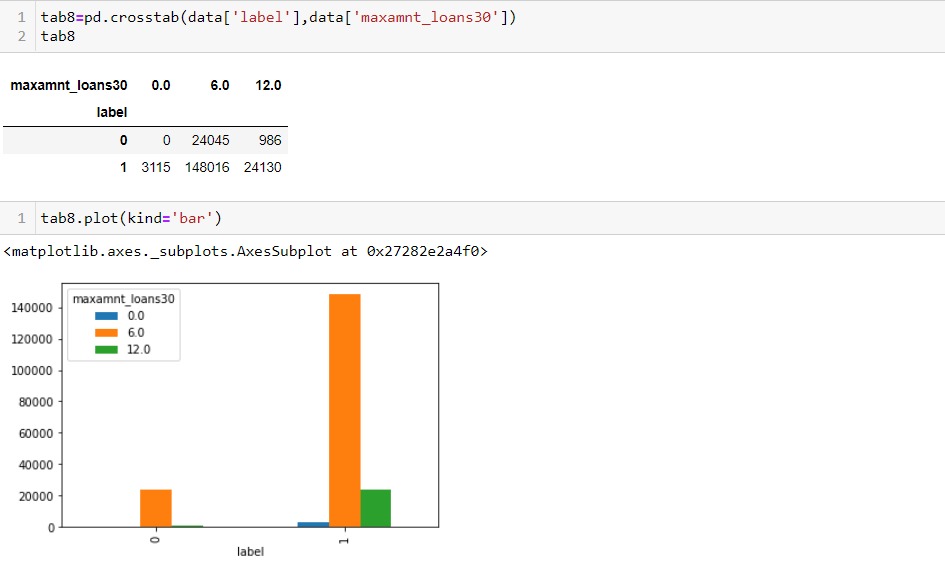 1 tab8=pd.crosstab(data['label'],data['maxamnt_loans30'])
2 tab8
maxamnt_loans30 0.0 6.0 12.0
label
0 0 24045 986
1 3115 148016 24130
1 tab8.plot(kind='bar')
<matplotlib.axes._subplots.AxesSubplot at 0x27282e2a4f0>
maxamnt_loans30
0.0
6.0
12.0
140000
120000
100000
80000
60000
40000
20000
0
0 1
label